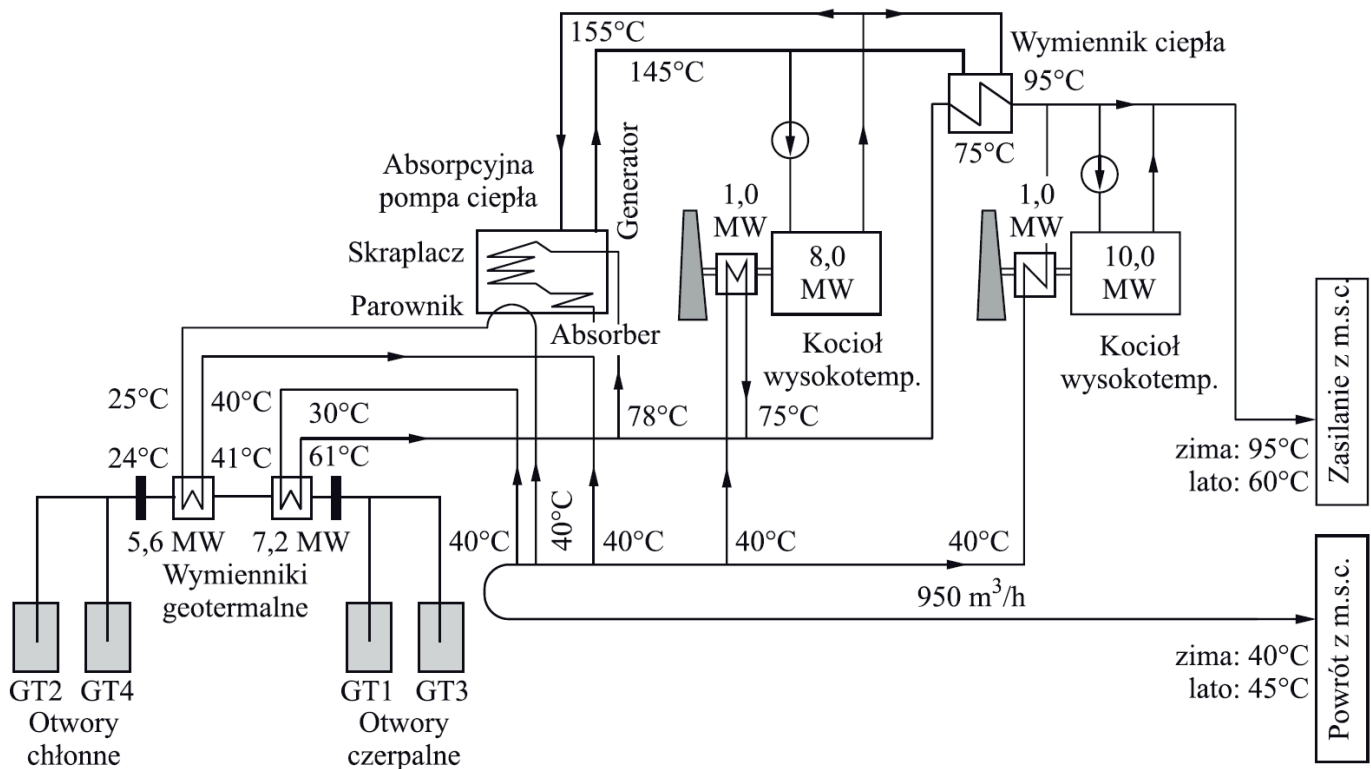 155°C
145°C
Wymiennik ciepła
95°C
75°C
Absorpcyjna
pompa ciepła
Generator
1,0
MW
1,0
MW
Skraplacz
8,0
MW
10,0
MW
Parownik
Absorber
Kocioł
wysokotemp.
Kocioł
wysokotemp.
25°C
40°C
30°C
78°C
75°C
24°C
41°C
61°C
zima: 95°C
lato: 60°C
Zasilanie z m.s.c.
5,6 MW
7,2 MW
40°C
40°C
40°C
40°C
40°C
Wymienniki
geotermalne
950 m³/h
GT2
GT4
GT1
GT3
Otwory
chłonne
Otwory
czerpalne
zima: 40°C
lato: 45°C
Powrót z m.s.c.